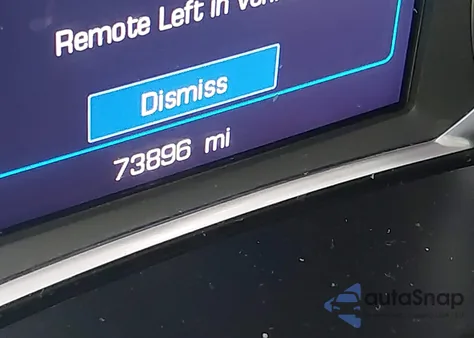 Remote Left in
Dismiss
73896 mi
autoSnap